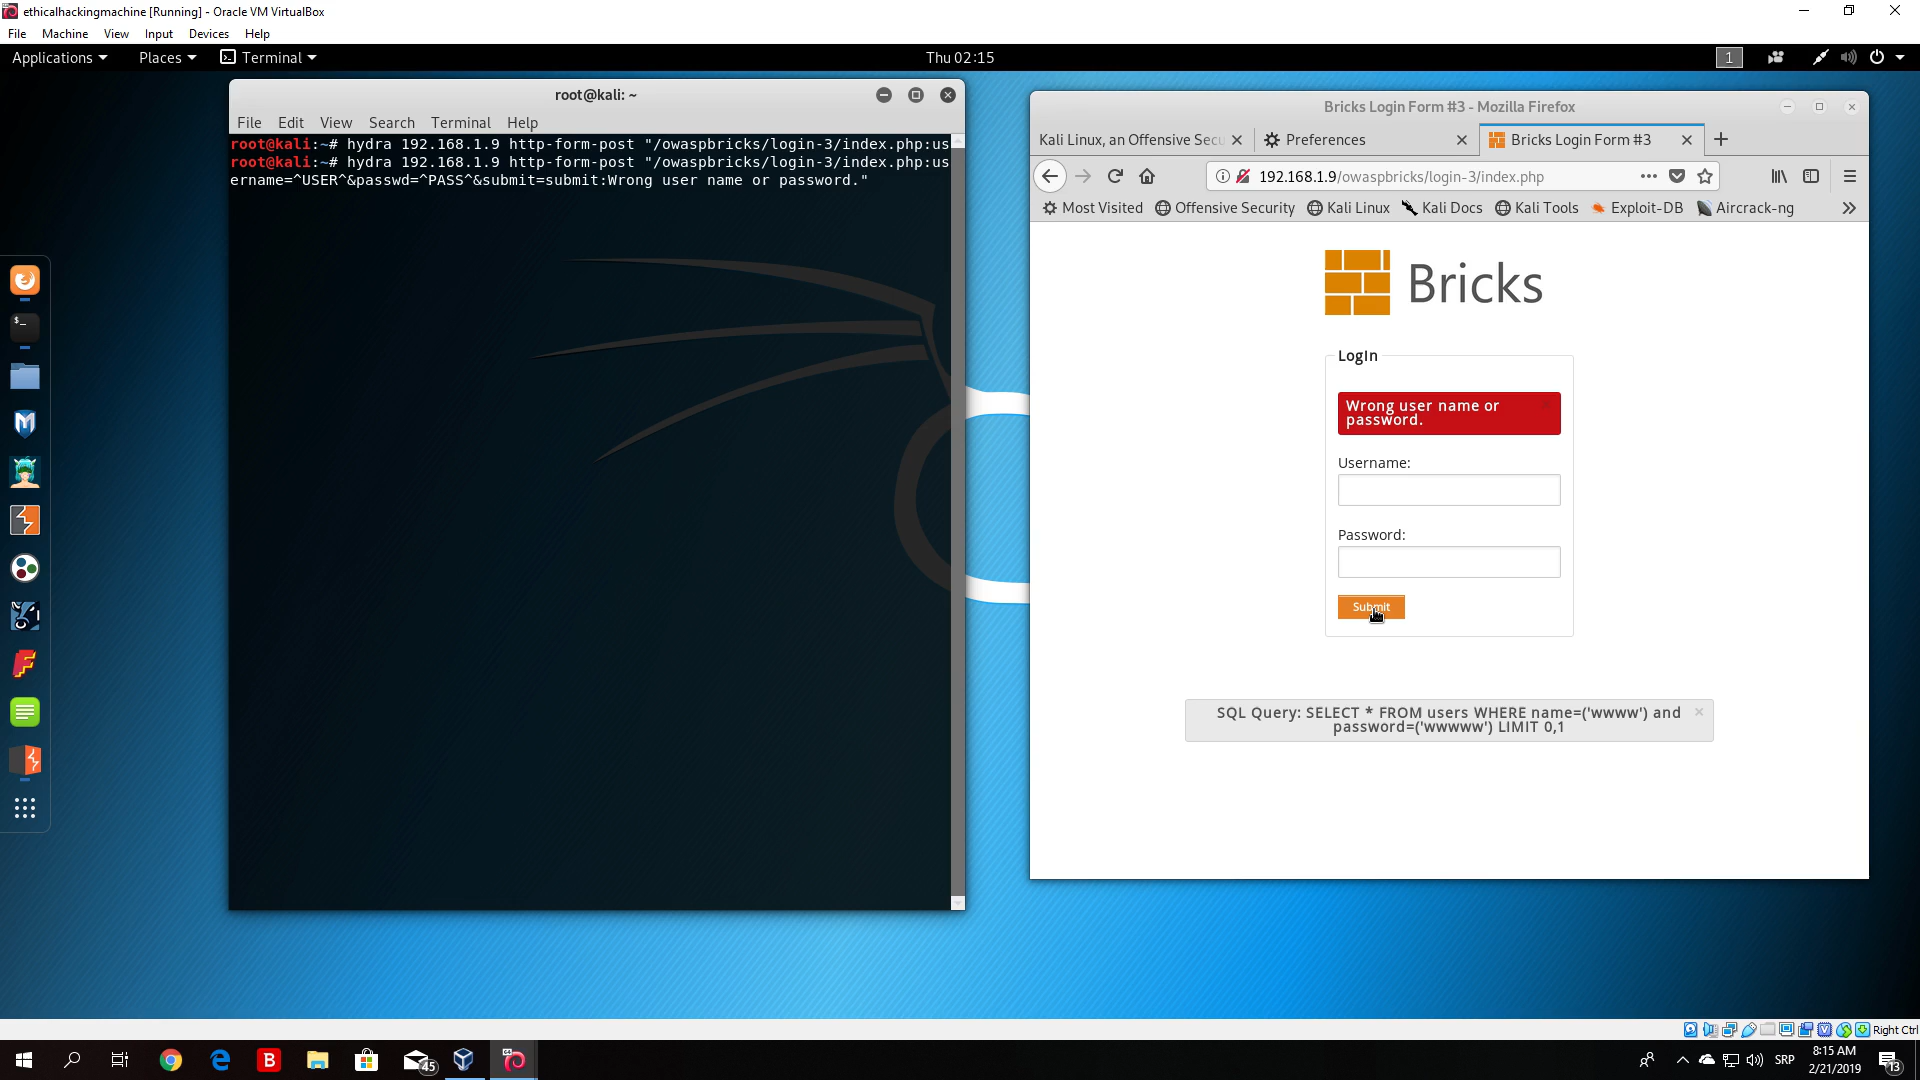 ethicalhackingmachine [Running] - Oracle VM VirtualBox
File Machine View Input Devices Help
Applications Places Terminal
Thu 02:15
1
root@kali: ~
File Edit View Search Terminal Help
root@kali:~# hydra 192.168.1.9 http-form-post "/owaspbricks/login-3/index.php:us
root@kali:~# hydra 192.168.1.9 http-form-post "/owaspbricks/login-3/index.php:us
ername=^USER^&passwd=^PASS^&submit=submit:Wrong user name or password."
Bricks Login Form #3 - Mozilla Firefox
Kali Linux, an Offensive Secu
Preferences
Bricks Login Form #3
192.168.1.9/owaspbricks/login-3/index.php
Most Visited Offensive Security Kali Linux Kali Docs Kali Tools Exploit-DB Aircrack-ng
Bricks
LogIn
Wrong user name or
password.
Username:
Password:
Submit
SQL Query: SELECT * FROM users WHERE name=('wwww') and
password=('wwwww') LIMIT 0,1
Right Ctrl
45
SRP
8:15 AM
2/21/2019
13